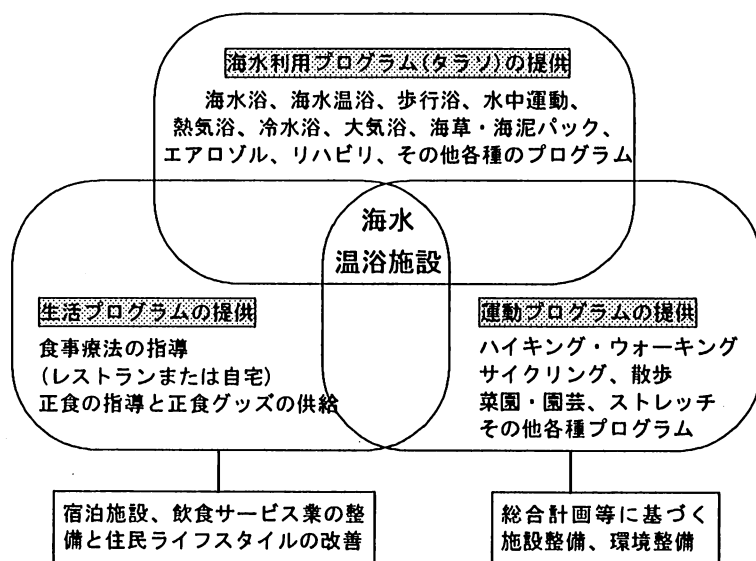 海水利用プログラム(タラソ)の提供
海水浴、海水温浴、歩行浴、水中運動、
熱気浴、冷水浴、大気浴、海草・海泥パック、
エアロゾル、リハビリ、その他各種のプログラム
海水
温浴施設
生活プログラムの提供
食事療法の指導
(レストランまたは自宅)
正食の指導と正食グッズの供給
運動プログラムの提供
ハイキング・ウォーキング
サイクリング、散歩
菜園・園芸、ストレッチ
その他各種プログラム
宿泊施設、飲食サービス業の整
備と住民ライフスタイルの改善
総合計画等に基づく
施設整備、環境整備